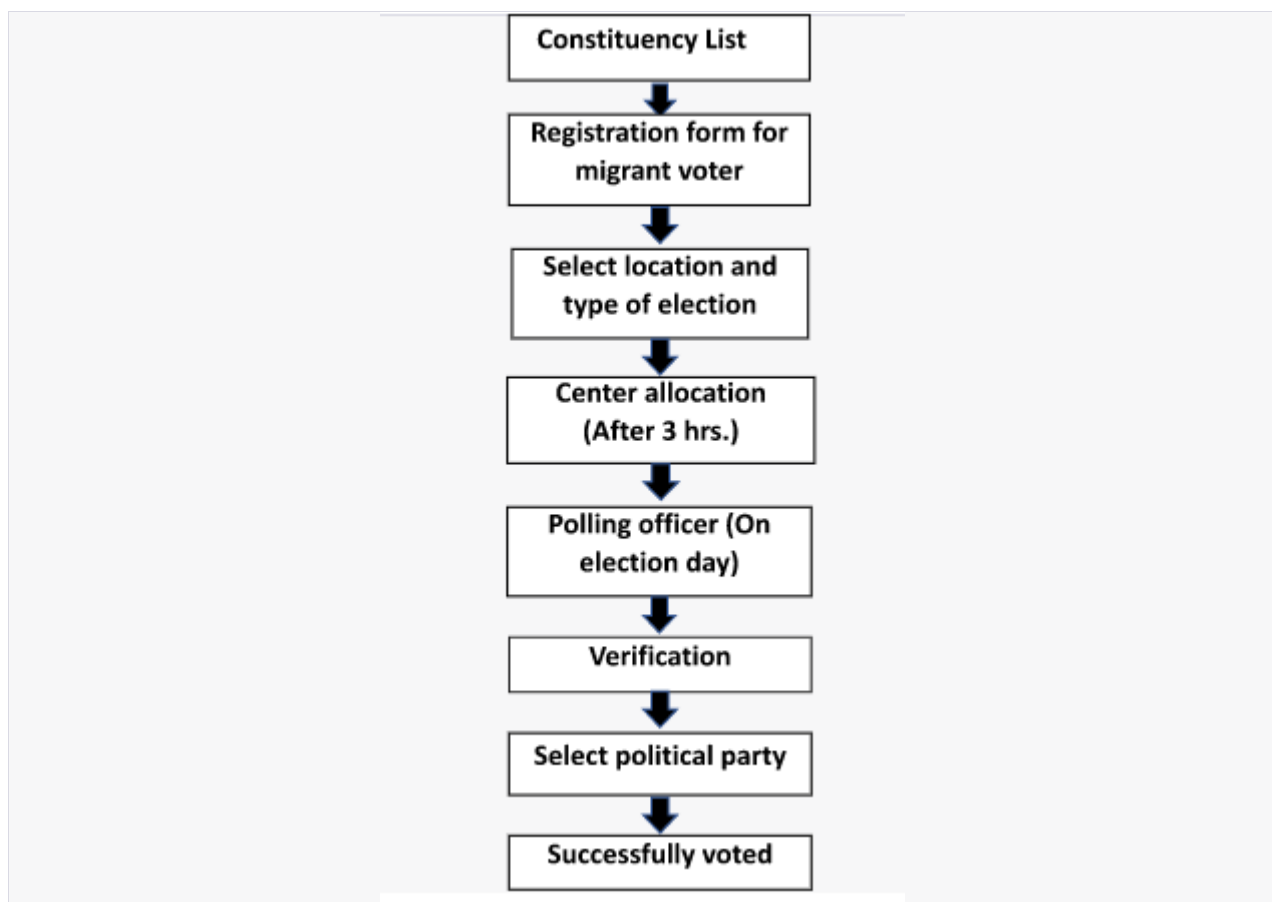 Constituency List
Registration form for
migrant voter
Select location and
type of election
Center allocation
(After 3 hrs.)
Polling officer (On
election day)
Verification
Select political party
Successfully voted